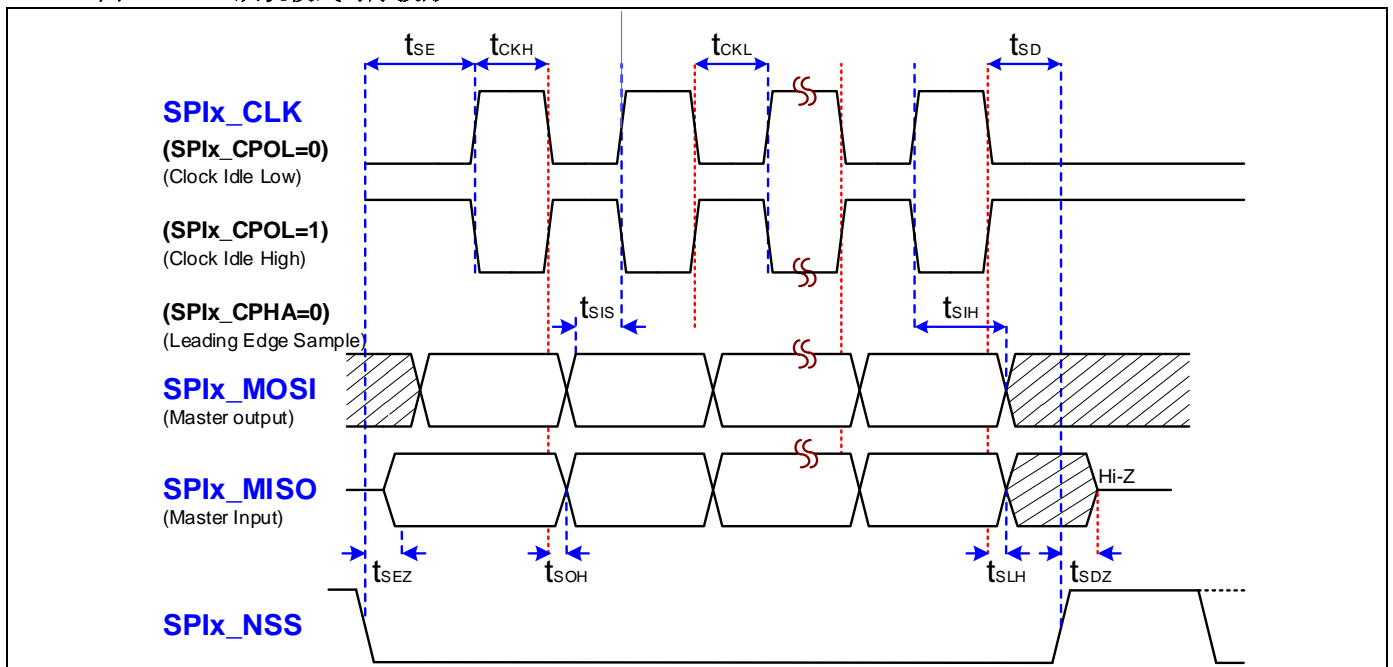 tSE tCKH tCKL tSD
SPIx_CLK
(SPIx_CPOL=0)
(Clock Idle Low)
(SPIx_CPOL=1)
(Clock Idle High)
(SPIx_CPHA=0)
(Leading Edge Sample)
tSIS tSIH
SPIx_MOSI
(Master output)
SPIx_MISO
(Master Input)
Hi-Z
tSEZ tSOH tSLH tSDZ
SPIx_NSS